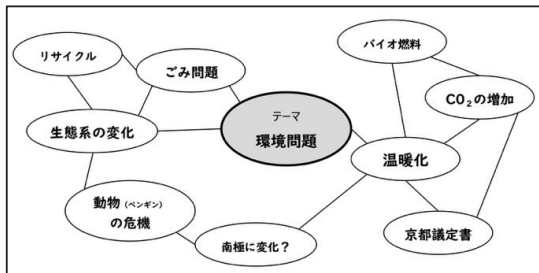 リサイクル
ごみ問題
バイオ燃料
CO₂の増加
テーマ
環境問題
生態系の変化
温暖化
動物（ペンギン）
の危機
南極に変化？
京都議定書